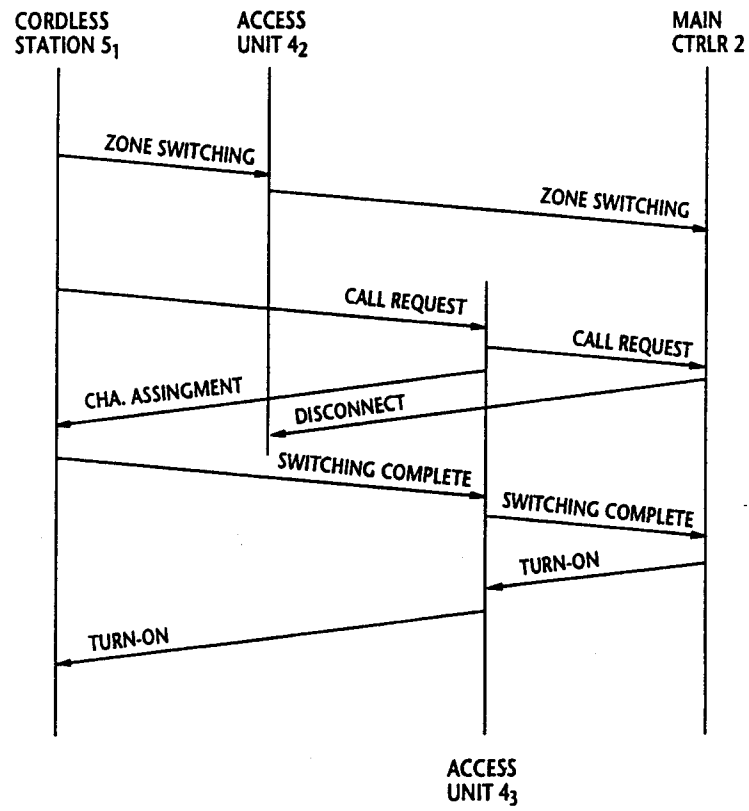 CORDLESS
STATION 5₁
ACCESS
UNIT 4₂
MAIN
CTRLR 2
ZONE SWITCHING
ZONE SWITCHING
CALL REQUEST
CALL REQUEST
CHA. ASSINGMENT
DISCONNECT
SWITCHING COMPLETE
SWITCHING COMPLETE
TURN-ON
TURN-ON
ACCESS
UNIT 4₃